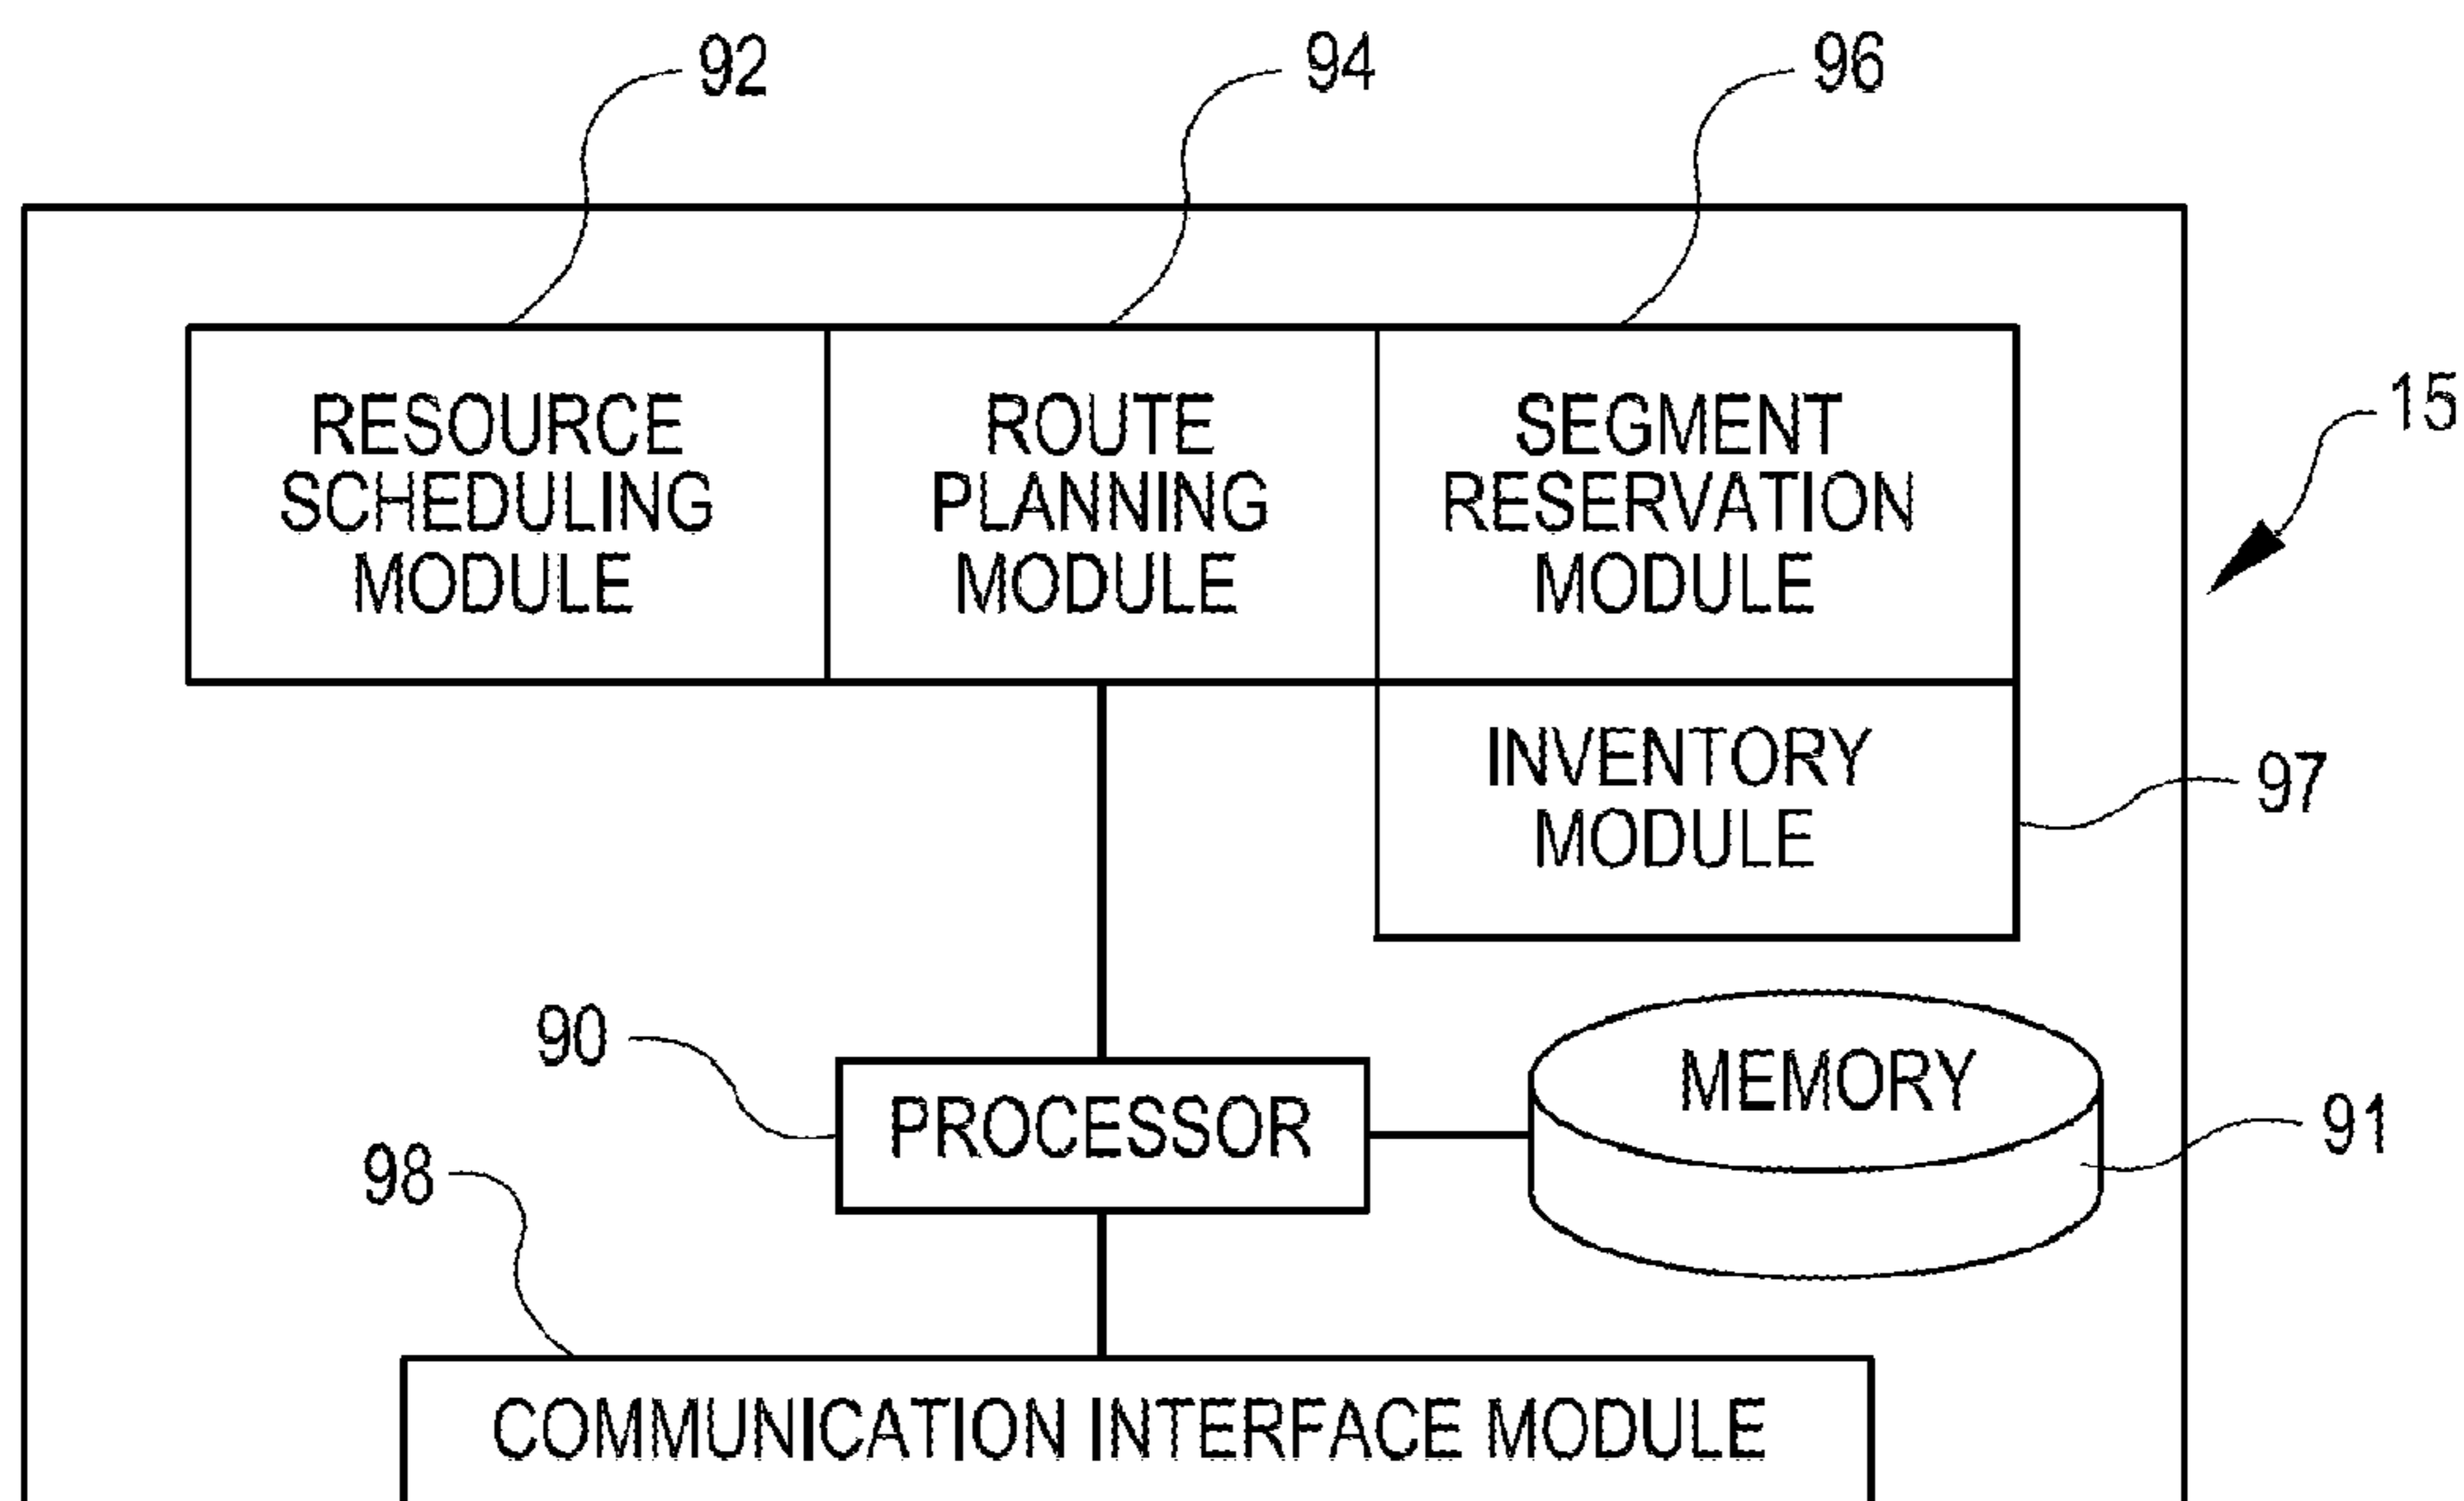 92
94
96
RESOURCE
SCHEDULING
MODULE
ROUTE
PLANNING
MODULE
SEGMENT
RESERVATION
MODULE
15
INVENTORY
MODULE
97
90
PROCESSOR
MEMORY
91
98
COMMUNICATION INTERFACE MODULE